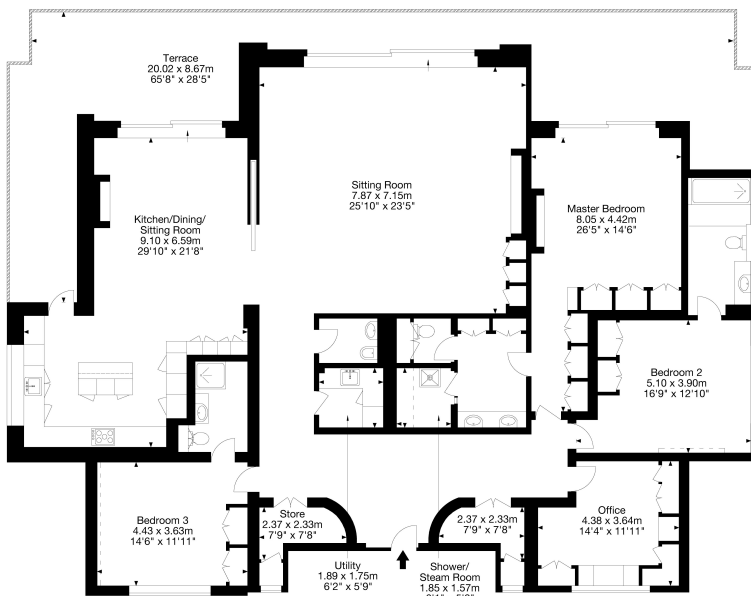 Terrace
20.02 x 8.67m
65'8" x 28'5"
Sitting Room
7.87 x 7.15m
25'10" x 23'5"
Kitchen/Dining/
Sitting Room
9.10 x 6.59m
29'10" x 21'8"
Master Bedroom
8.05 x 4.42m
26'5" x 14'6"
Bedroom 2
5.10 x 3.90m
16'9" x 12'10"
Bedroom 3
4.43 x 3.63m
14'6" x 11'11"
Store
2.37 x 2.33m
7'9" x 7'8"
2.37 x 2.33m
7'9" x 7'8"
Office
4.38 x 3.64m
14'4" x 11'11"
Utility
1.89 x 1.75m
6'2" x 5'9"
Shower/
Steam Room
1.85 x 1.57m